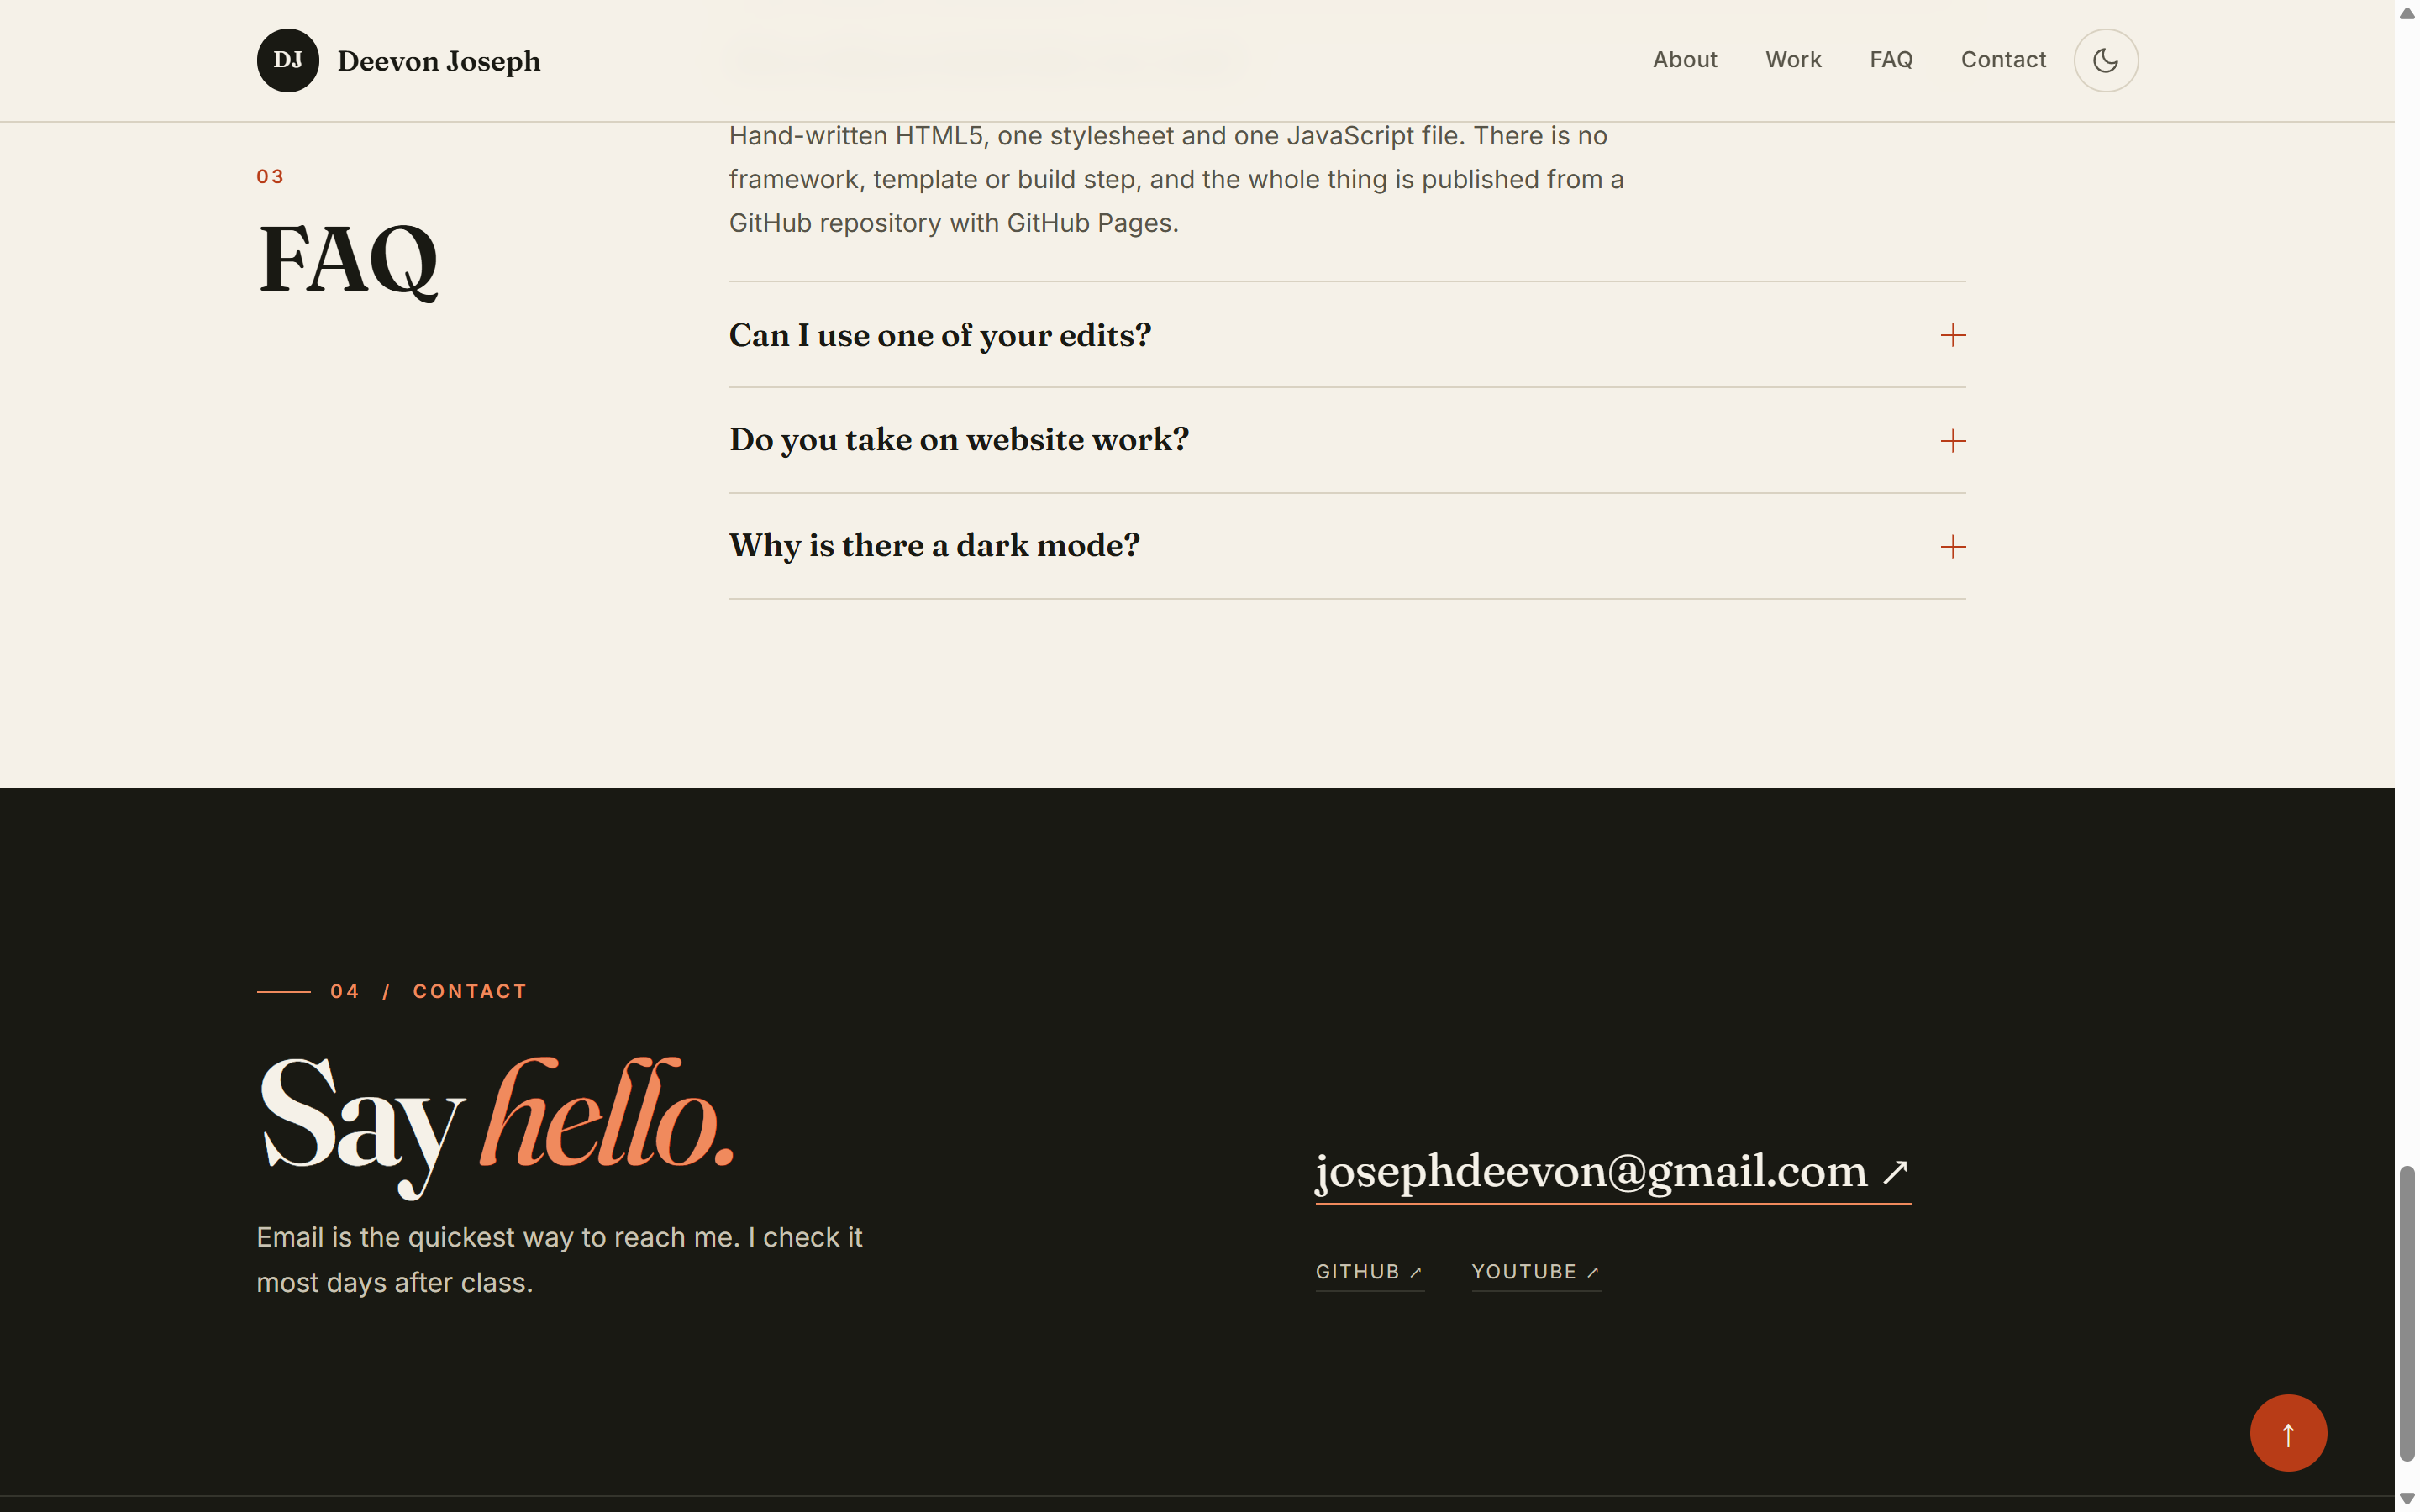 DJ Deevon Joseph
About Work FAQ Contact
03
FAQ
Hand-written HTML5, one stylesheet and one JavaScript file. There is no
framework, template or build step, and the whole thing is published from a
GitHub repository with GitHub Pages.
Can I use one of your edits?
Do you take on website work?
Why is there a dark mode?
04 / CONTACT
Say hello.
Email is the quickest way to reach me. I check it
most days after class.
josephdeevon@gmail.com ↗
GITHUB ↗ YOUTUBE ↗
↑